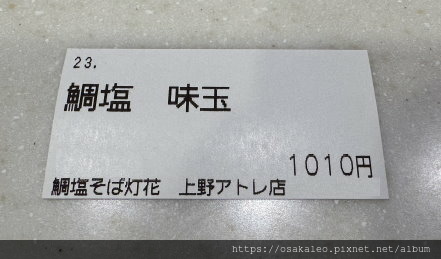 23.
鯛塩　味玉
1010円
鯛塩そば灯花　上野アトレ店
https://osakaleo.pixnet.net/album